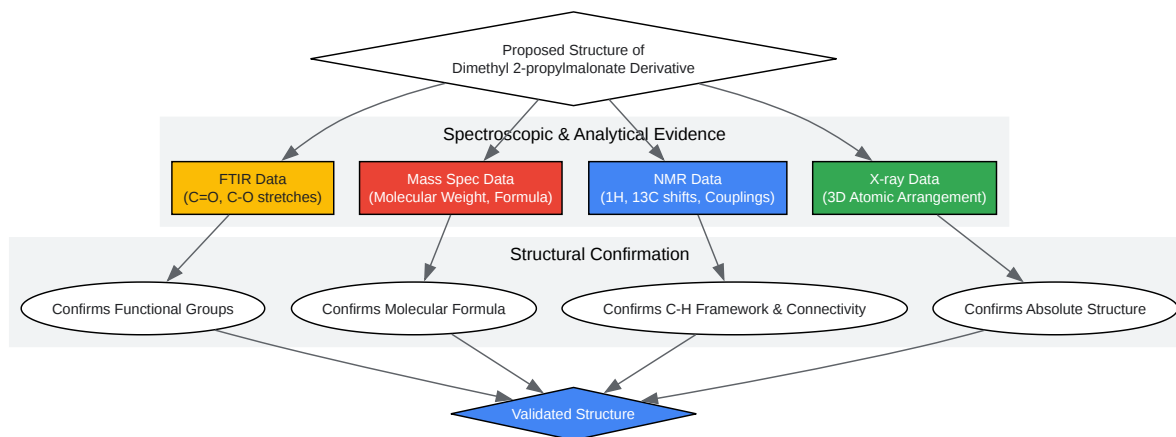 Proposed Structure of
Dimethyl 2-propylmalonate Derivative
Spectroscopic & Analytical Evidence
FTIR Data
(C=O, C-O stretches)
Mass Spec Data
(Molecular Weight, Formula)
NMR Data
(1H, 13C shifts, Couplings)
X-ray Data
(3D Atomic Arrangement)
Structural Confirmation
Confirms Functional Groups
Confirms Molecular Formula
Confirms C-H Framework & Connectivity
Confirms Absolute Structure
Validated Structure